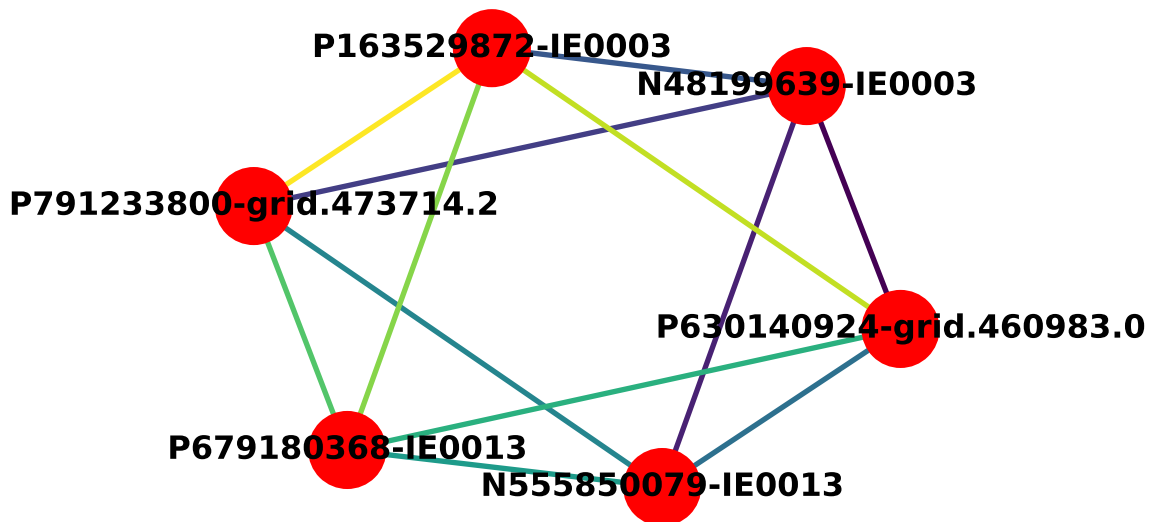 P163529872-IE0003
N48199639-IE0003
P791233800-grid.473714.2
P630140924-grid.460983.0
P679180368-IE0013
N555850079-IE0013